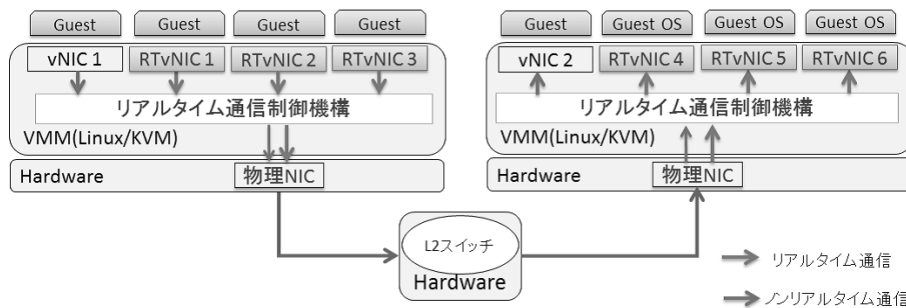 Guest Guest Guest Guest
vNIC 1 RTvNIC 1 RTvNIC 2 RTvNIC 3
リアルタイム通信制御機構
VMM(Linux/KVM)
Hardware 物理NIC
Guest Guest OS Guest OS Guest OS
vNIC 2 RTvNIC 4 RTvNIC 5 RTvNIC 6
リアルタイム通信制御機構
VMM(Linux/KVM)
Hardware 物理NIC
L2スイッチ
Hardware
リアルタイム通信
ノンリアルタイム通信